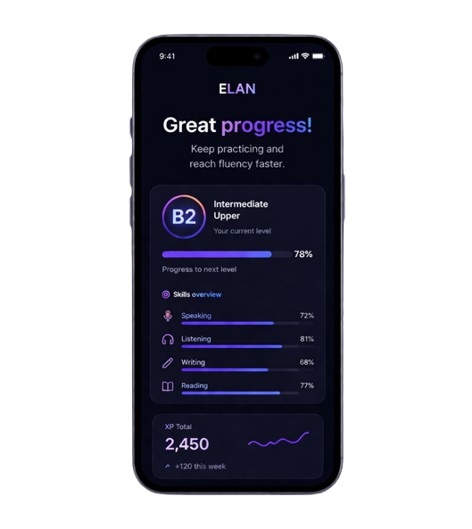 9:41
ELAN
Great progress!
Keep practicing and
reach fluency faster.
B2
Intermediate
Upper
Your current level
78%
Progress to next level
Skills overview
Speaking 72%
Listening 81%
Writing 68%
Reading 77%
XP Total
2,450
+120 this week